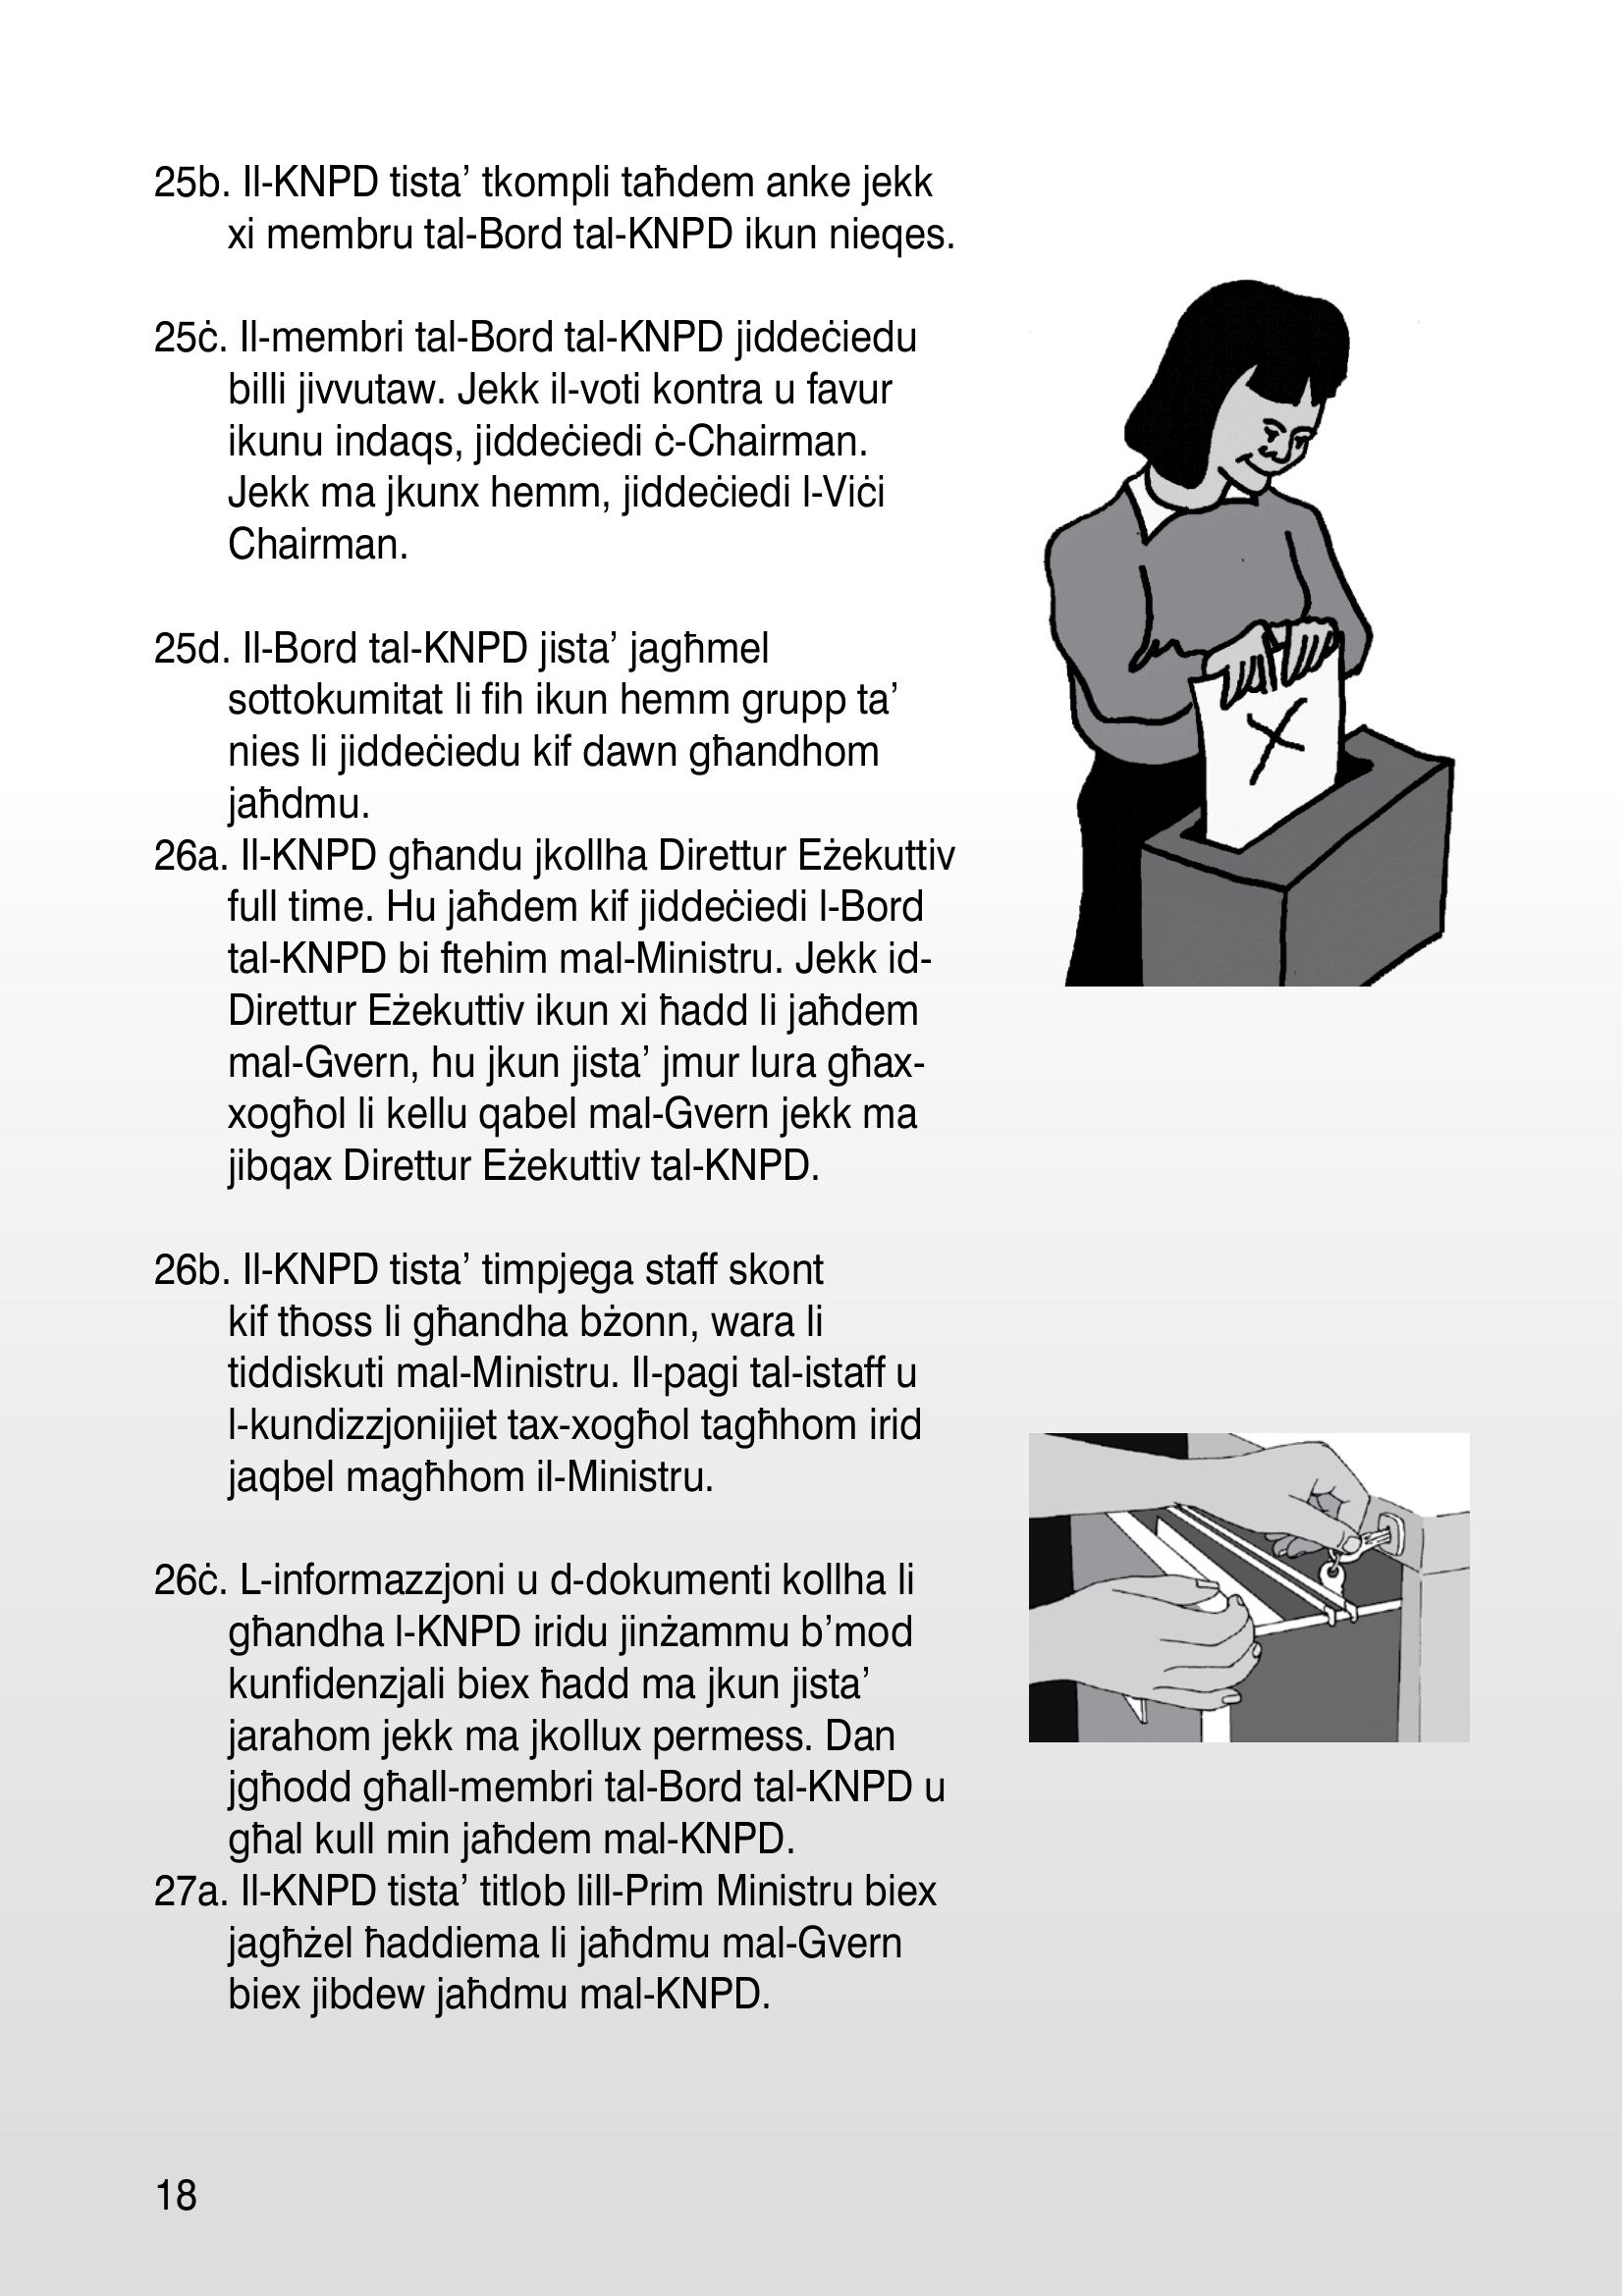 25b. Il-KNPD tista’ tkompli taħdem anke jekk
xi membru tal-Bord tal-KNPD ikun nieqes.
25ċ. Il-membri tal-Bord tal-KNPD jiddeċiedu
billi jivvutaw. Jekk il-voti kontra u favur
ikunu indaqs, jiddeċiedi ċ-Chairman.
Jekk ma jkunx hemm, jiddeċiedi l-Viċi
Chairman.
25d. Il-Bord tal-KNPD jista’ jagħmel
sottokumitat li fih ikun hemm grupp ta’
nies li jiddeċiedu kif dawn għandhom
jaħdmu.
26a. Il-KNPD għandu jkollha Direttur Eżekuttiv
full time. Hu jaħdem kif jiddeċiedi l-Bord
tal-KNPD bi ftehim mal-Ministru. Jekk id-
Direttur Eżekuttiv ikun xi ħadd li jaħdem
mal-Gvern, hu jkun jista’ jmur lura għax-
xogħol li kellu qabel mal-Gvern jekk ma
jibqax Direttur Eżekuttiv tal-KNPD.
26b. Il-KNPD tista’ timpjega staff skont
kif tħoss li għandha bżonn, wara li
tiddiskuti mal-Ministru. Il-pagi tal-istaff u
l-kundizzjonijiet tax-xogħol tagħhom irid
jaqbel magħhom il-Ministru.
26ċ. L-informazzjoni u d-dokumenti kollha li
għandha l-KNPD iridu jinżammu b’mod
kunfidenzjali biex ħadd ma jkun jista’
jarahom jekk ma jkollux permess. Dan
jgħodd għall-membri tal-Bord tal-KNPD u
għal kull min jaħdem mal-KNPD.
27a. Il-KNPD tista’ titlob lill-Prim Ministru biex
jagħżel ħaddiema li jaħdmu mal-Gvern
biex jibdew jaħdmu mal-KNPD.
18